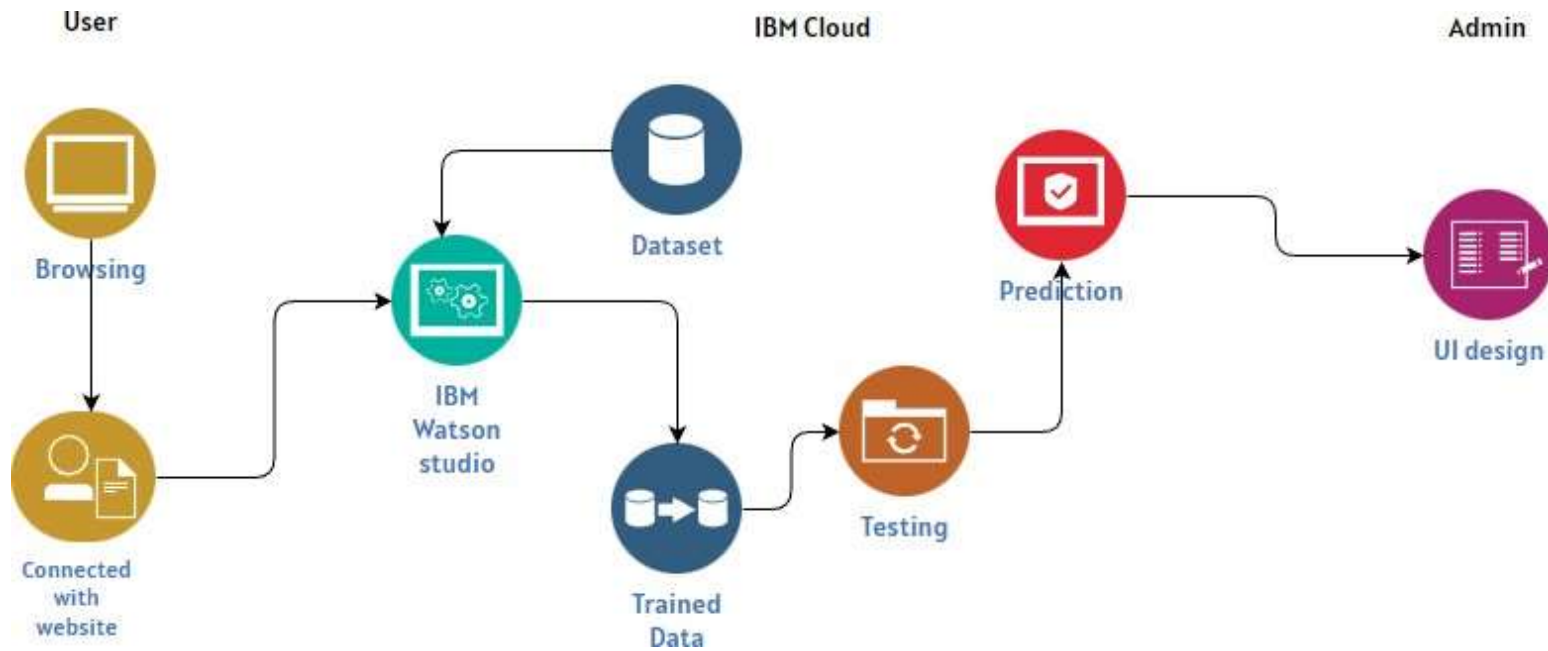 User
IBM Cloud
Admin
Browsing
Dataset
Prediction
UI design
IBM
Watson
studio
Testing
Connected
with
website
Trained
Data